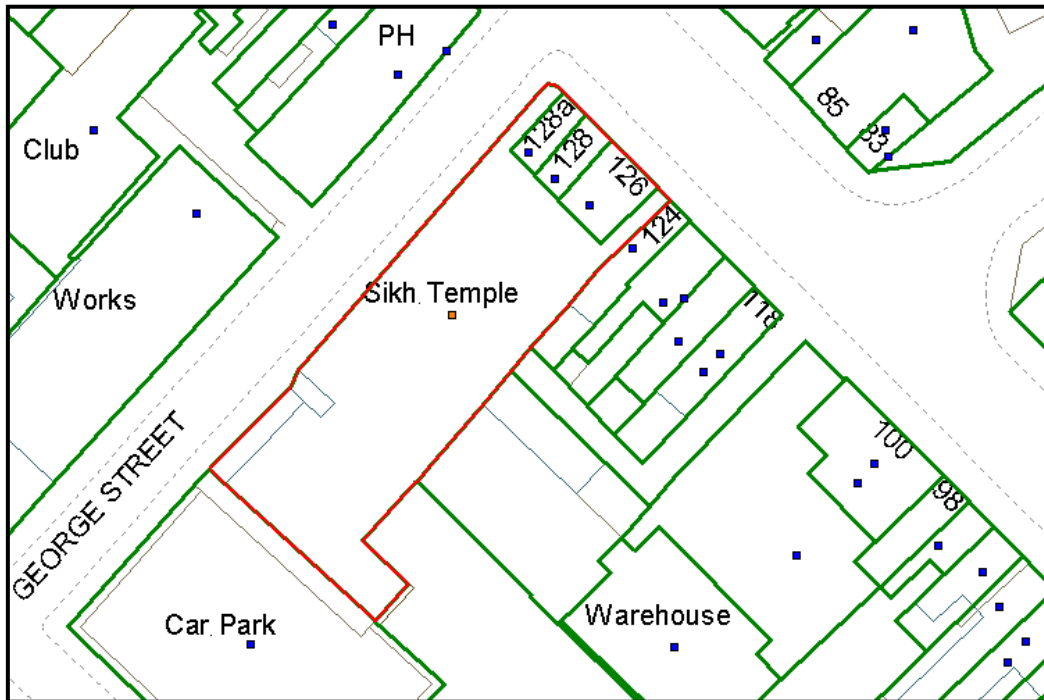 PH
Club
128a
128
126
124
118
85
83
Works
Sikh Temple
GEORGE STREET
100
98
Car Park
Warehouse